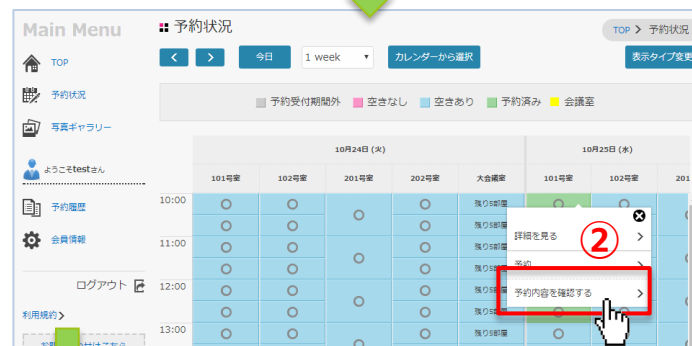 Main Menu
TOP
予約状況
写真ギャラリー
ようこそtestさん
予約履歴
会員情報
ログアウト
利用規約
予約状況
TOP > 予約状況
今日
1 week
カレンダーから選択
表示タイプ変更
予約受付期間外 空きなし 空きあり 予約済み 会議室
10月24日 (火) 10月25日 (水)
101号室 102号室 201号室 202号室 大会議室 101号室 102号室 201
10:00 残り5部屋
残り5部屋
11:00 残り5部屋
残り5部屋
12:00 残り5部屋
残り5部屋
13:00 残り5部屋
詳細を見る
②
予約
予約内容を確認する